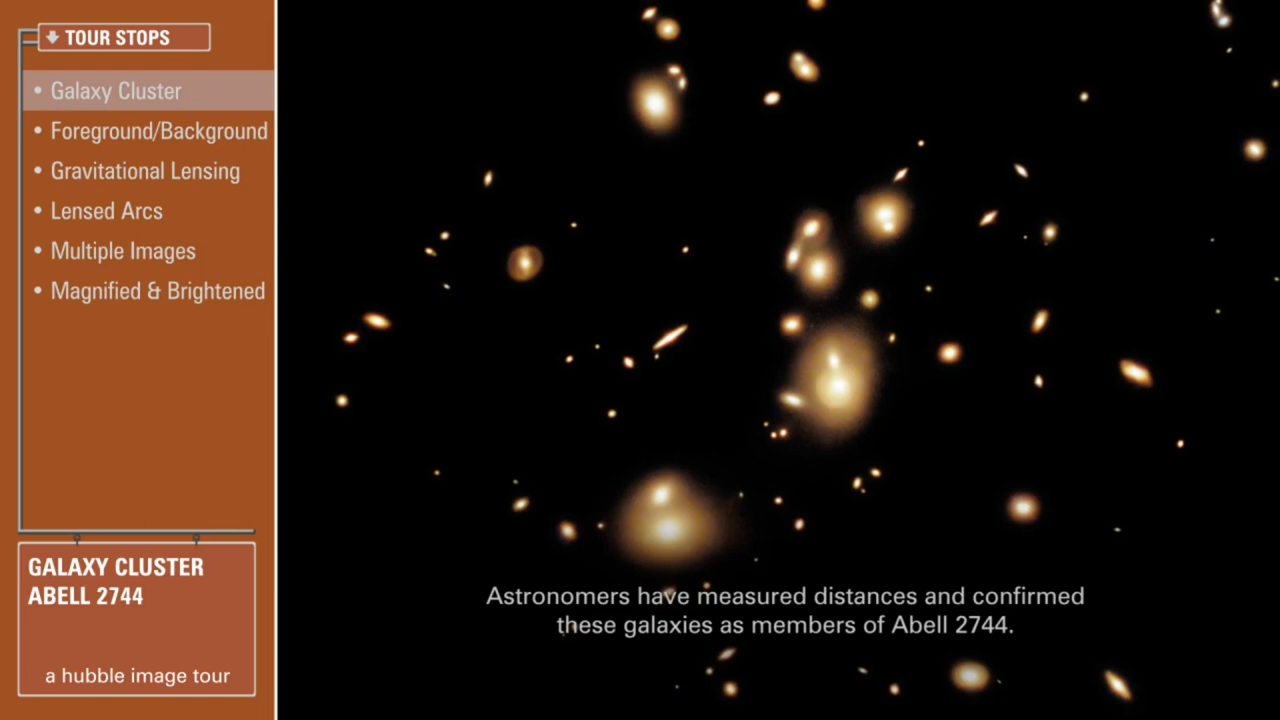 TOUR STOPS
• Galaxy Cluster
• Foreground/Background
• Gravitational Lensing
• Lensed Arcs
• Multiple Images
• Magnified & Brightened
GALAXY CLUSTER
ABELL 2744
a hubble image tour
Astronomers have measured distances and confirmed
these galaxies as members of Abell 2744.